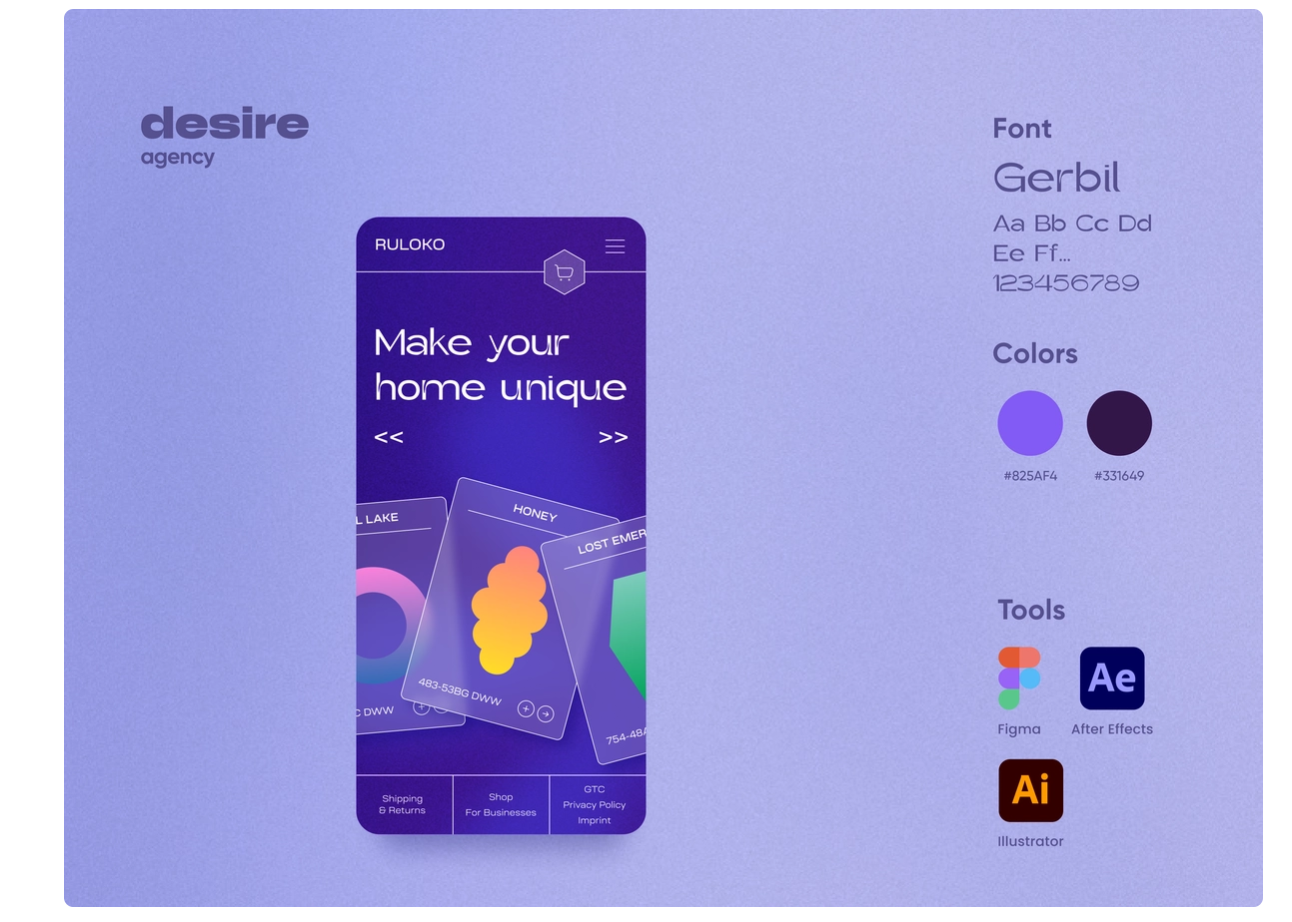 desire
agency
RULOKO
Make your
home unique
<< >>
L LAKE
HONEY
LOST EMER
483-53BG DWW
C DWW
754-48A
Shipping
& Returns
Shop
For Businesses
GTC
Privacy Policy
Imprint
Font
Gerbil
Aa Bb Cc Dd
Ee Ff...
123456789
Colors
#825AF4
#331649
Tools
Ae
Figma
After Effects
Ai
Illustrator